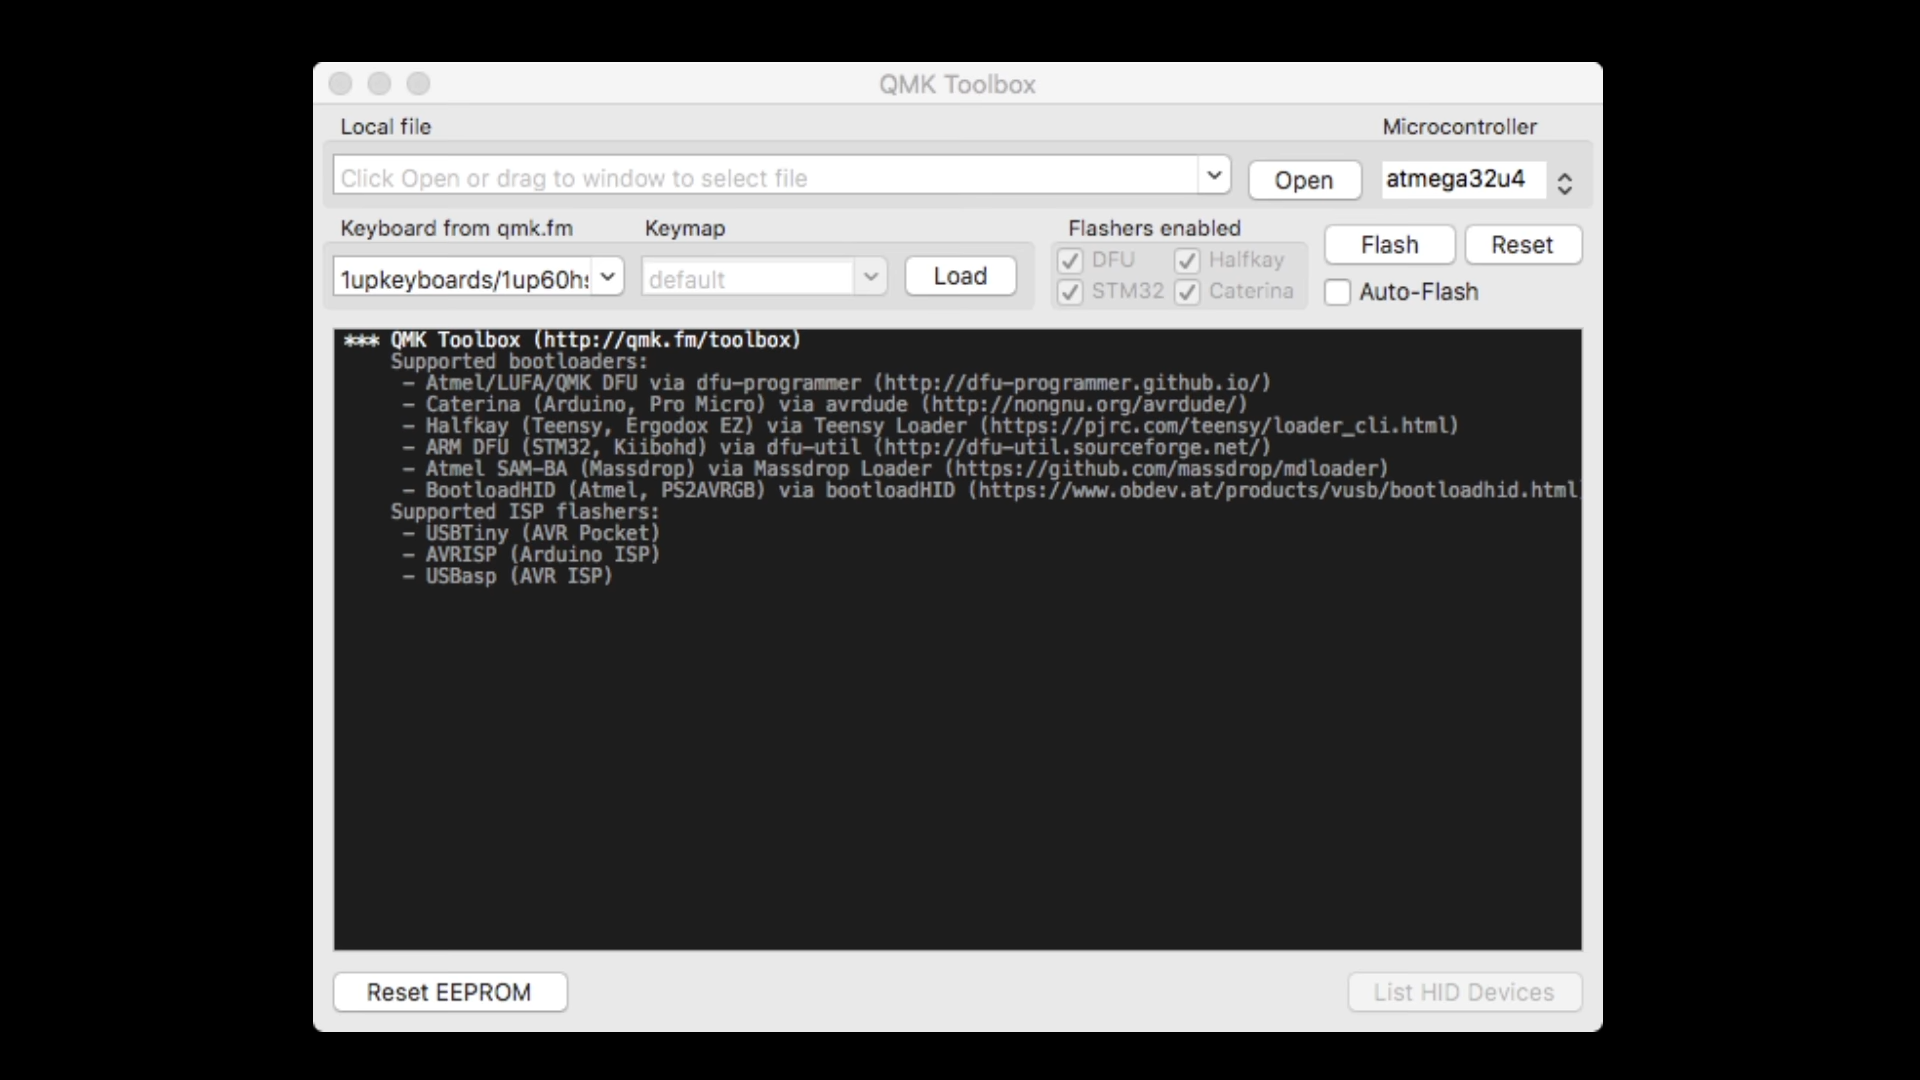 QMK Toolbox
Local file
Microcontroller
Click Open or drag to window to select file
Open
atmega32u4
Keyboard from qmk.fm
Keymap
Flashers enabled
Flash
Reset
1upkeyboards/1up60h
default
Load
DFU
Halfkay
STM32
Caterina
Auto-Flash
*** QMK Toolbox (http://qmk.fm/toolbox)
Supported bootloaders:
- Atmel/LUFA/QMK DFU via dfu-programmer (http://dfu-programmer.github.io/)
- Caterina (Arduino, Pro Micro) via avrdude (http://nongnu.org/avrdude/)
- Halfkay (Teensy, Ergodox EZ) via Teensy Loader (https://pjrc.com/teensy/loader_cli.html)
- ARM DFU (STM32, Kiibohd) via dfu-util (http://dfu-util.sourceforge.net/)
- Atmel SAM-BA (Massdrop) via Massdrop Loader (https://github.com/massdrop/mdloader)
- BootloadHID (Atmel, PS2AVRGB) via bootloadHID (https://www.obdev.at/products/vusb/bootloadhid.html)
Supported ISP flashers:
- USBTiny (AVR Pocket)
- AVRISP (Arduino ISP)
- USBasp (AVR ISP)
Reset EEPROM
List HID Devices